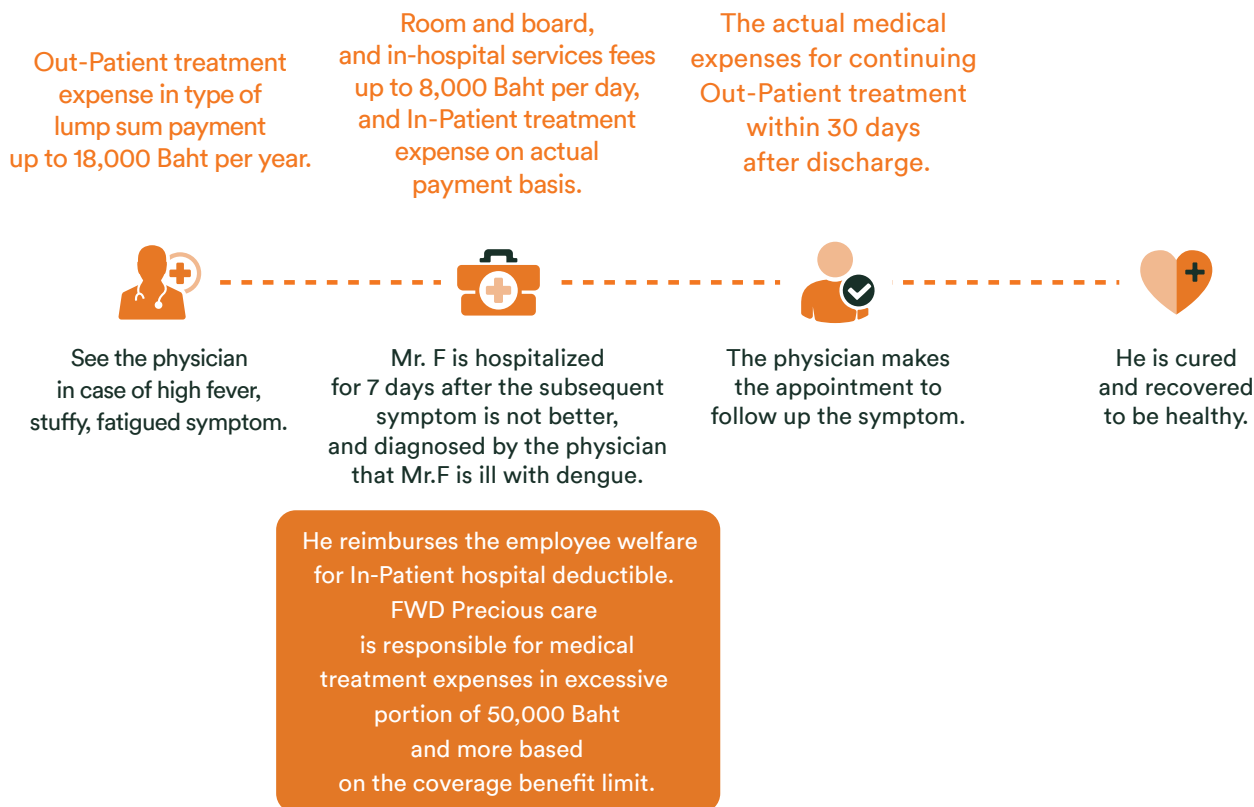 Out-Patient treatment
expense in type of
lump sum payment
up to 18,000 Baht per year.
Room and board,
and in-hospital services fees
up to 8,000 Baht per day,
and In-Patient treatment
expense on actual
payment basis.
The actual medical
expenses for continuing
Out-Patient treatment
within 30 days
after discharge.
See the physician
in case of high fever,
stuffy, fatigued symptom.
Mr. F is hospitalized
for 7 days after the subsequent
symptom is not better,
and diagnosed by the physician
that Mr.F is ill with dengue.
The physician makes
the appointment to
follow up the symptom.
He is cured
and recovered
to be healthy.
He reimburses the employee welfare
for In-Patient hospital deductible.
FWD Precious care
is responsible for medical
treatment expenses in excessive
portion of 50,000 Baht
and more based
on the coverage benefit limit.